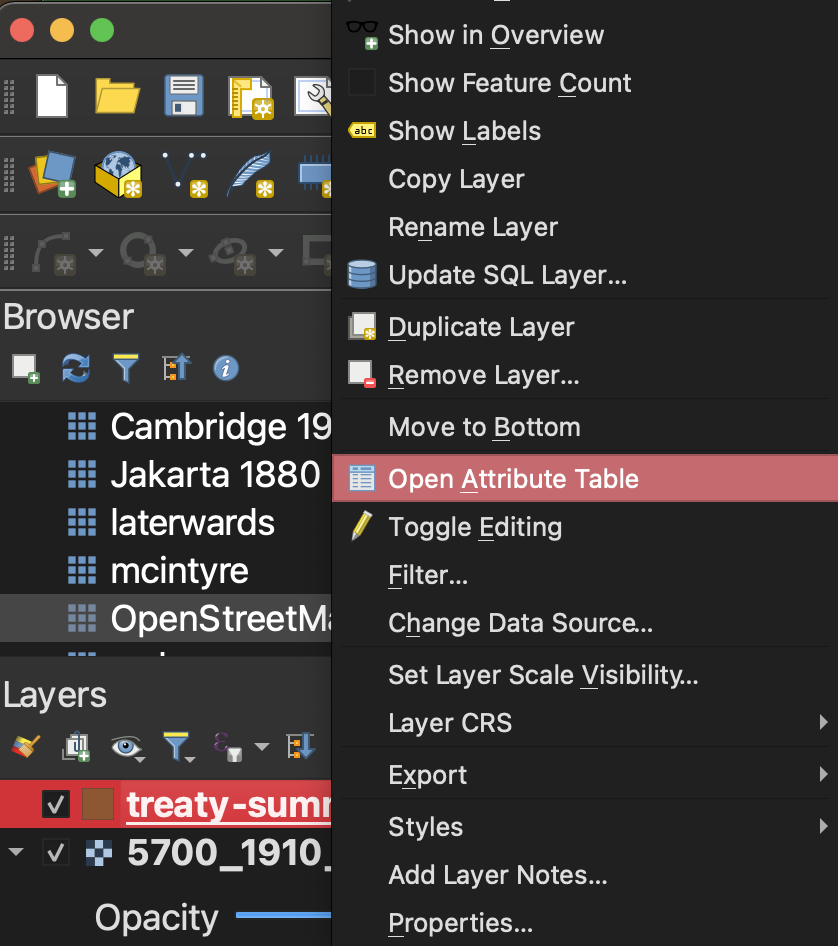 Show in Overview
Show Feature Count
abc
Show Labels
Copy Layer
Rename Layer
Update SQL Layer...
Duplicate Layer
Remove Layer...
Move to Bottom
Open Attribute Table
Toggle Editing
Filter...
Change Data Source...
Set Layer Scale Visibility...
Layer CRS
Export
Styles
Add Layer Notes...
Properties...
Browser
Cambridge 19
Jakarta 1880
laterwards
mcintyre
OpenStreetMa
Layers
treaty-summ
5700_1910_
Opacity